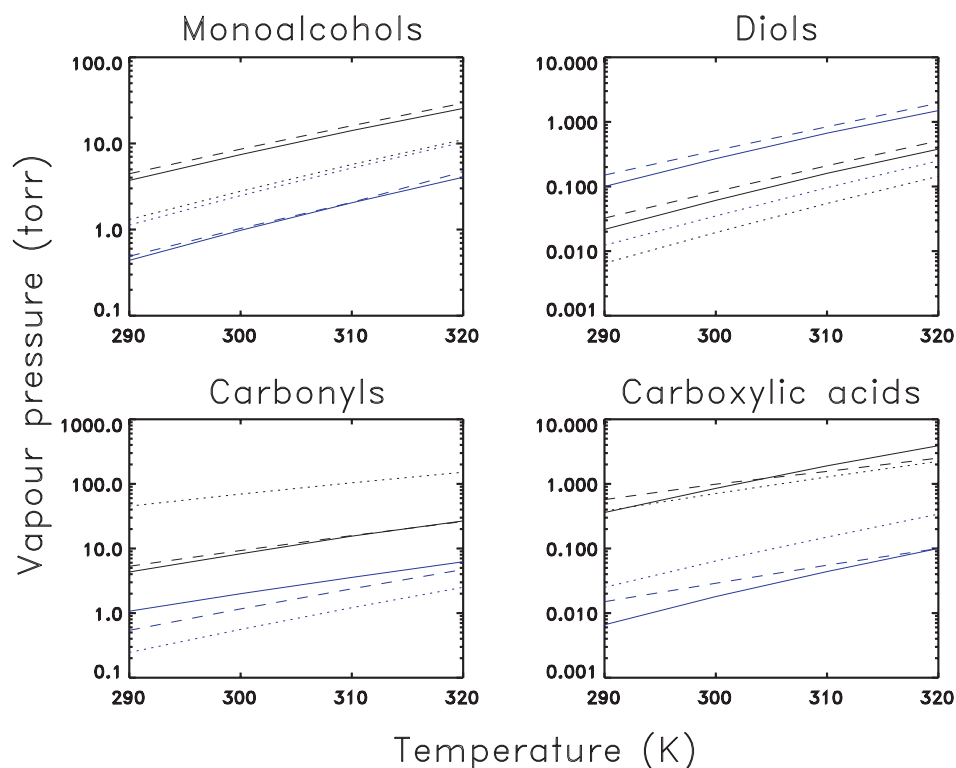 Monoalcohols
Diols
100.0
10.0
1.0
0.1
290 300 310 320
10.000
1.000
0.100
0.010
0.001
290 300 310 320
Vapour pressure (torr)
Carbonyls
Carboxylic acids
1000.0
100.0
10.0
1.0
0.1
290 300 310 320
10.000
1.000
0.100
0.010
0.001
290 300 310 320
Temperature (K)